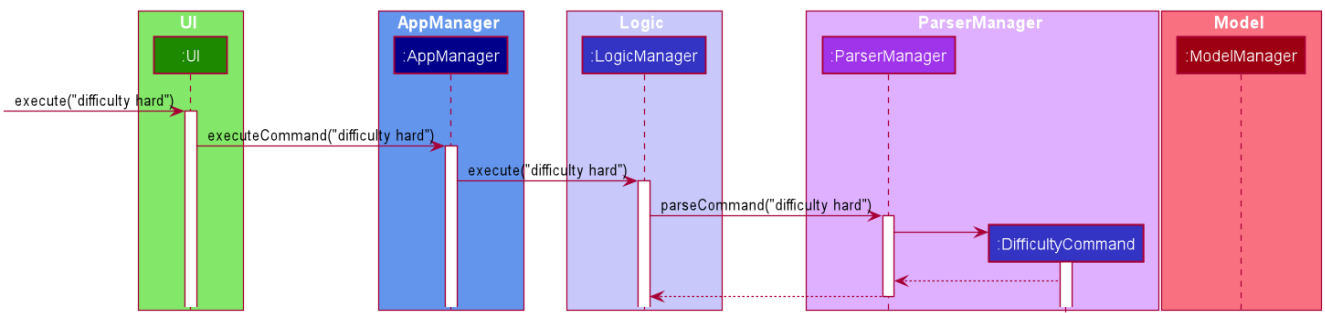 UI
AppManager
Logic
ParserManager
Model
:UI
:AppManager
:LogicManager
:ParserManager
:ModelManager
execute("difficulty hard")
executeCommand("difficulty hard")
execute("difficulty hard")
parseCommand("difficulty hard")
:DifficultyCommand